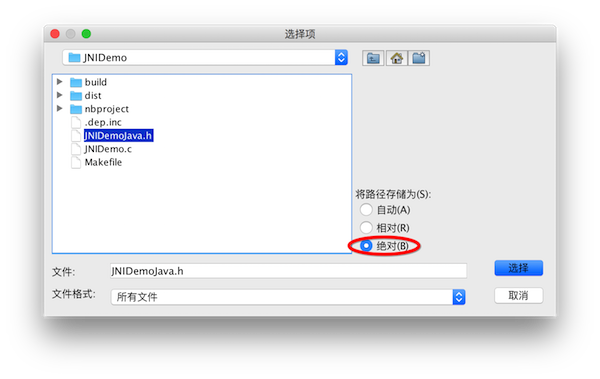 选择项
JNIDemo
build
dist
nbproject
.dep.inc
JNIDemoJava.h
JNIDemo.c
Makefile
将路径存储为(S):
自动(A)
相对(R)
绝对(B)
文件: JNIDemoJava.h 选择
文件格式: 所有文件 取消